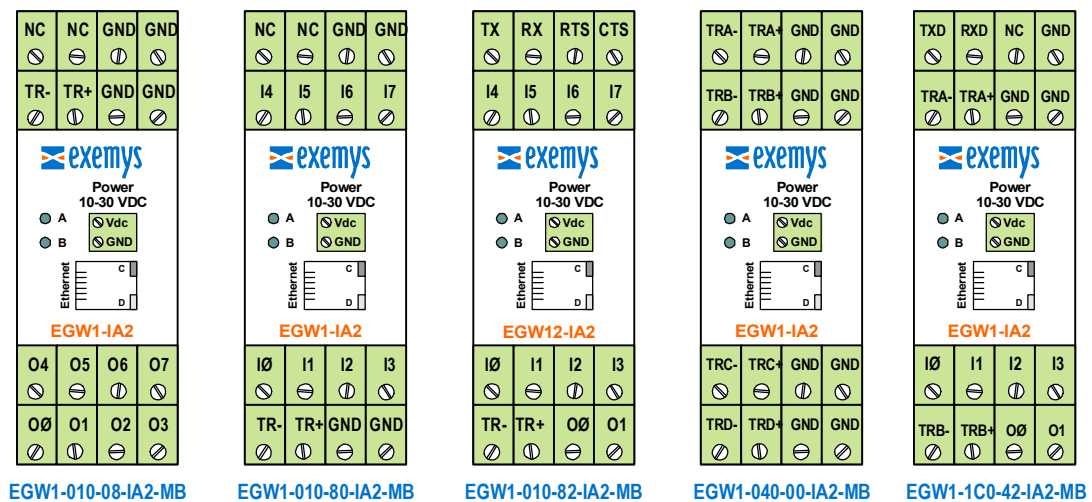 NC NC GND GND
TR- TR+ GND GND
exemys
Power
10-30 VDC
A
Vdc
B
GND
Ethernet
C
D
EGW1-IA2
O4 O5 O6 O7
OØ O1 O2 O3
EGW1-010-08-IA2-MB
NC NC GND GND
I4 I5 I6 I7
exemys
Power
10-30 VDC
A
Vdc
B
GND
Ethernet
C
D
EGW1-IA2
IØ I1 I2 I3
TR- TR+ GND GND
EGW1-010-80-IA2-MB
TX RX RTS CTS
I4 I5 I6 I7
exemys
Power
10-30 VDC
A
Vdc
B
GND
Ethernet
C
D
EGW12-IA2
IØ I1 I2 I3
TR- TR+ OØ O1
EGW1-010-82-IA2-MB
TRA- TRA+ GND GND
TRB- TRB+ GND GND
exemys
Power
10-30 VDC
A
Vdc
B
GND
Ethernet
C
D
EGW1-IA2
TRC- TRC+ GND GND
TRD- TRD+ GND GND
EGW1-040-00-IA2-MB
TXD RXD NC GND
TRA- TRA+ GND GND
exemys
Power
10-30 VDC
A
Vdc
B
GND
Ethernet
C
D
EGW1-IA2
IØ I1 I2 I3
TRB- TRB+ OØ O1
EGW1-1C0-42-IA2-MB